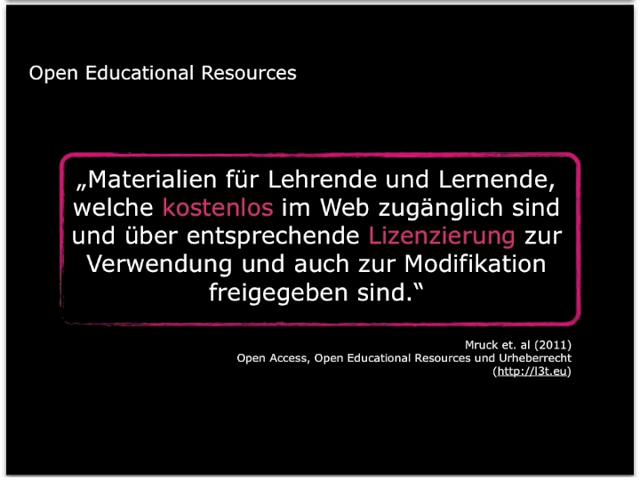 Open Educational Resources
„Materialien für Lehrende und Lernende,
welche kostenlos im Web zugänglich sind
und über entsprechende Lizenzierung zur
Verwendung und auch zur Modifikation
freigegeben sind.“
Mruck et. al (2011)
Open Access, Open Educational Resources und Urheberrecht
(http://l3t.eu)